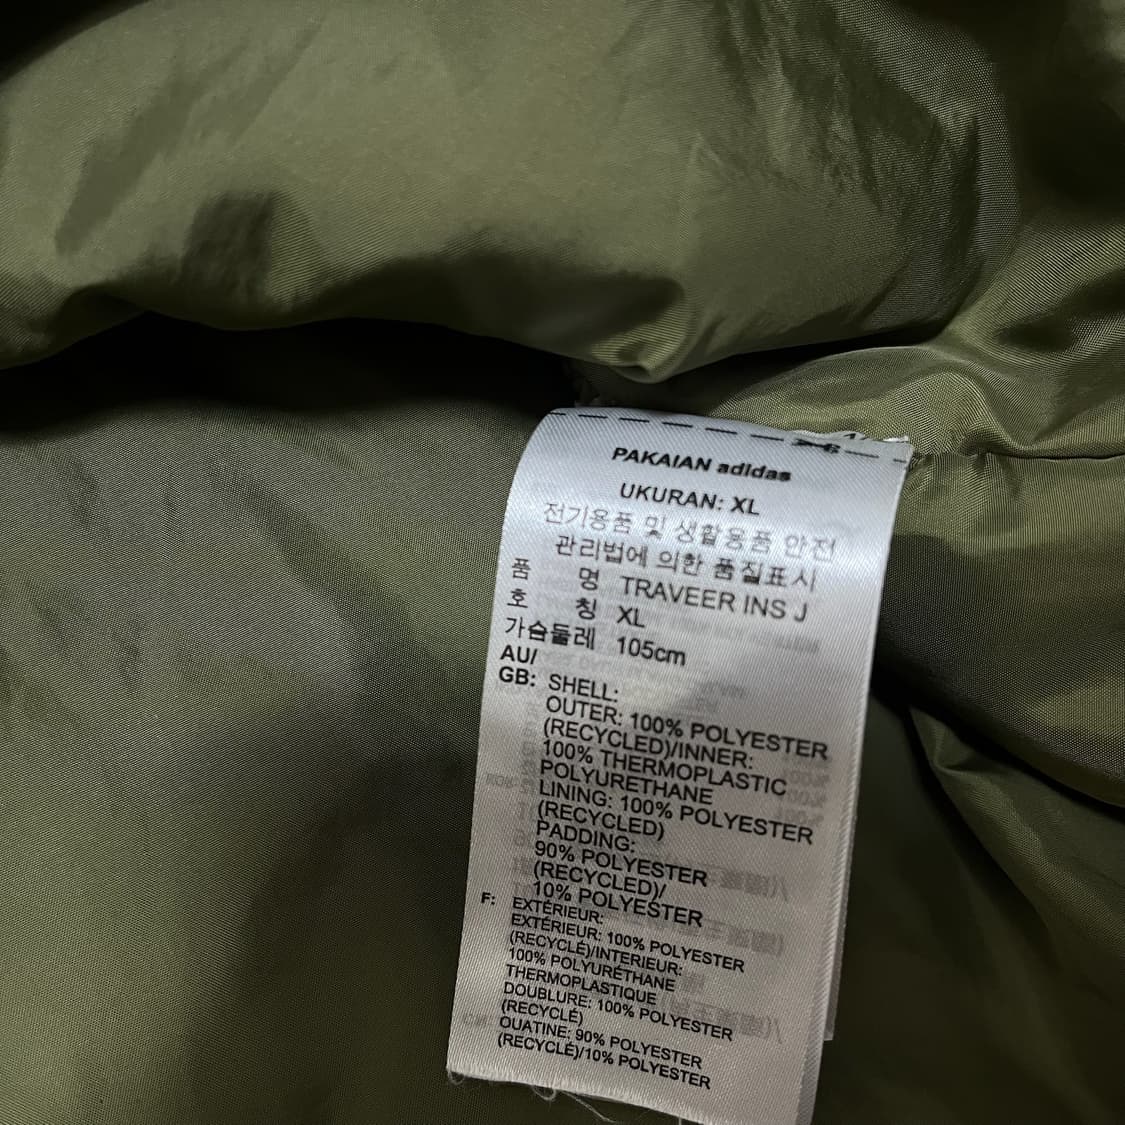 PAKAIAN adidas
UKURAN: XL
전기용품 및 생활용품 안전
관리법에 의한 품질표시
품 명 TRAVEER INS J
호 칭 XL
가슴둘레 105cm
AU/
GB: SHELL:
OUTER: 100% POLYESTER
(RECYCLED)/INNER:
100% THERMOPLASTIC
POLYURETHANE
LINING: 100% POLYESTER
(RECYCLED)
PADDING:
90% POLYESTER
(RECYCLED)/
10% POLYESTER
F: EXTÉRIEUR:
EXTÉRIEUR: 100% POLYESTER
(RECYCLÉ)/INTERIEUR:
100% POLYURÉTHANE
THERMOPLASTIQUE
DOUBLURE: 100% POLYESTER
(RECYCLÉ)
OUATINE: 90% POLYESTER
(RECYCLÉ)/10% POLYESTER